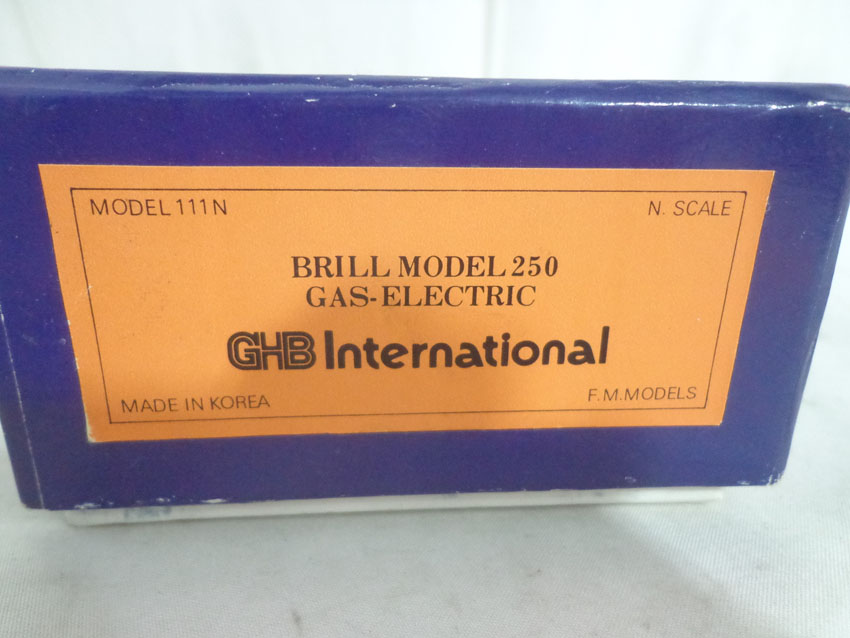 MODEL 111N
N. SCALE
BRILL MODEL 250
GAS-ELECTRIC
GHB International
MADE IN KOREA
F.M.MODELS